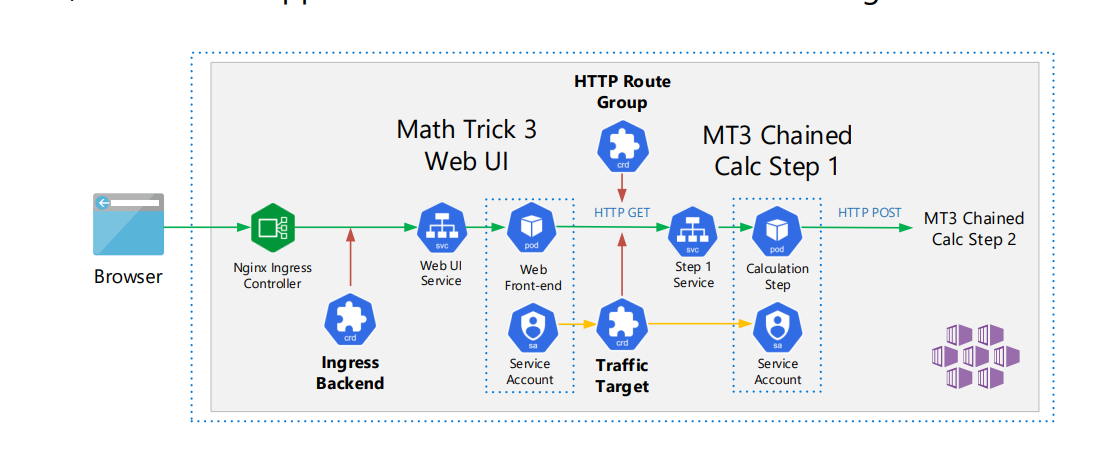 HTTP Route
Group
crd
Math Trick 3
Web UI
MT3 Chained
Calc Step 1
HTTP GET
HTTP POST
MT3 Chained
Calc Step 2
svc
pod
svc
pod
Browser
Nginx Ingress
Controller
Web UI
Service
Web
Front-end
Step 1
Service
Calculation
Step
crd
Ingress
Backend
sa
Service
Account
crd
Traffic
Target
sa
Service
Account